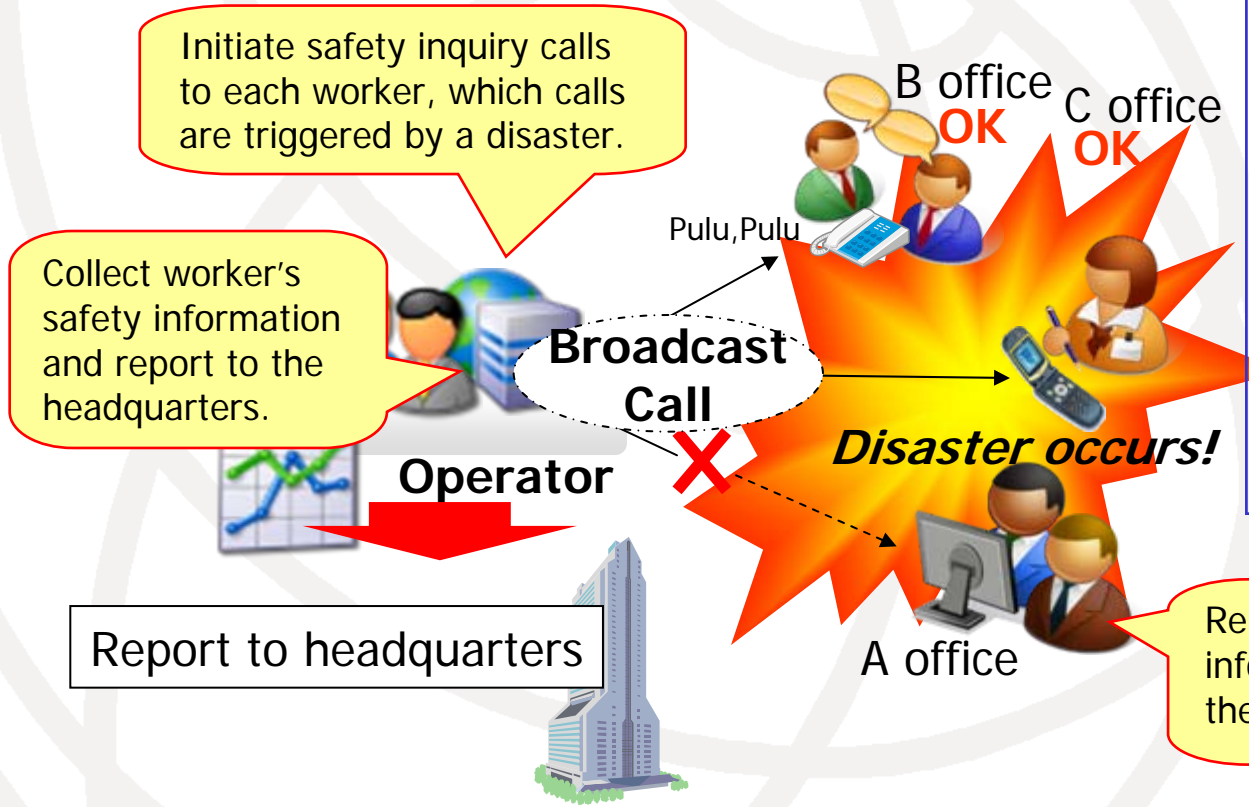 Initiate safety inquiry calls
to each worker, which calls
are triggered by a disaster.
B office
OK
C office
OK
Pulu,Pulu
Collect worker's
safety information
and report to the
headquarters.
Broadcast
Call
Disaster occurs!
Operator
Report to headquarters
A office
the